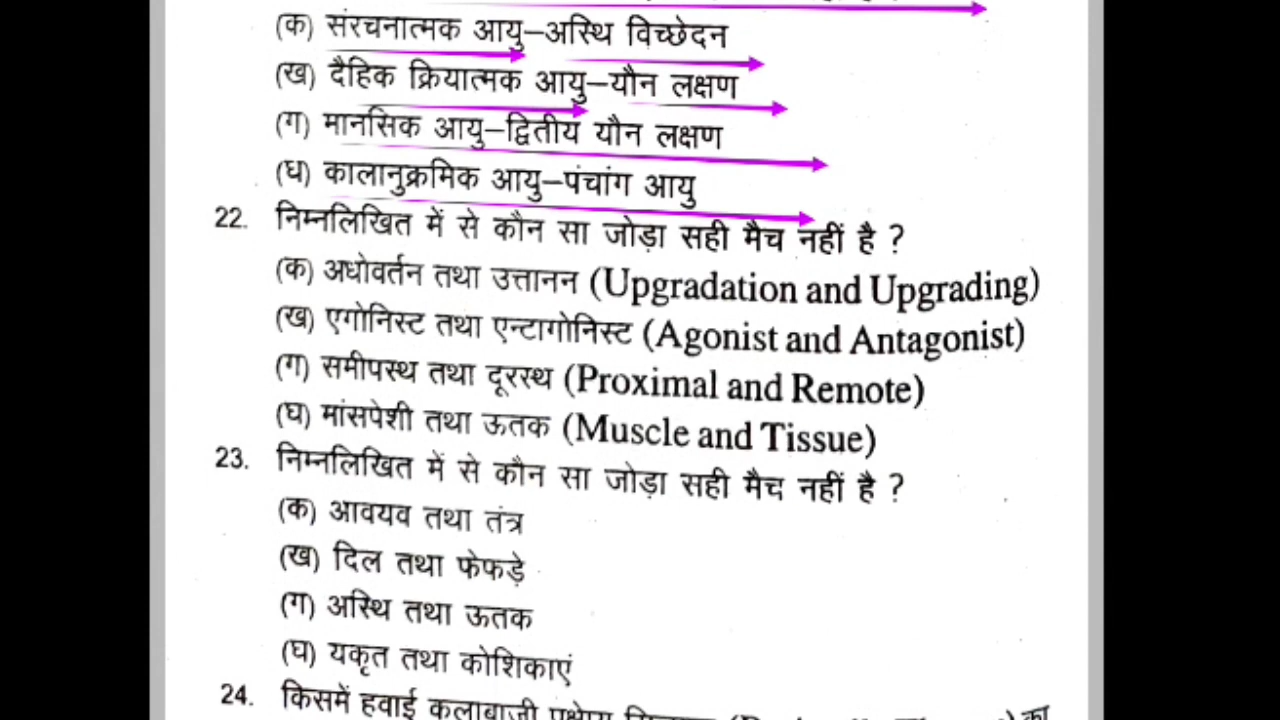 (क) संरचनात्मक आयु–अस्थि विच्छेदन
(ख) दैहिक क्रियात्मक आयु–यौन लक्षण
(ग) मानसिक आयु–द्वितीय यौन लक्षण
(घ) कालानुक्रमिक आयु–पंचांग आयु
22. निम्नलिखित में से कौन सा जोड़ा सही मैच नहीं है ?
(क) अधोवर्तन तथा उत्तानन (Upgradation and Upgrading)
(ख) एगोनिस्ट तथा एन्टागोनिस्ट (Agonist and Antagonist)
(ग) समीपस्थ तथा दूरस्थ (Proximal and Remote)
(घ) मांसपेशी तथा ऊतक (Muscle and Tissue)
23. निम्नलिखित में से कौन सा जोड़ा सही मैच नहीं है ?
(क) आवयव तथा तंत्र
(ख) दिल तथा फेफड़े
(ग) अस्थि तथा ऊतक
(घ) यकृत तथा कोशिकाएं
24. किसमें हवाई कलाबाजी का